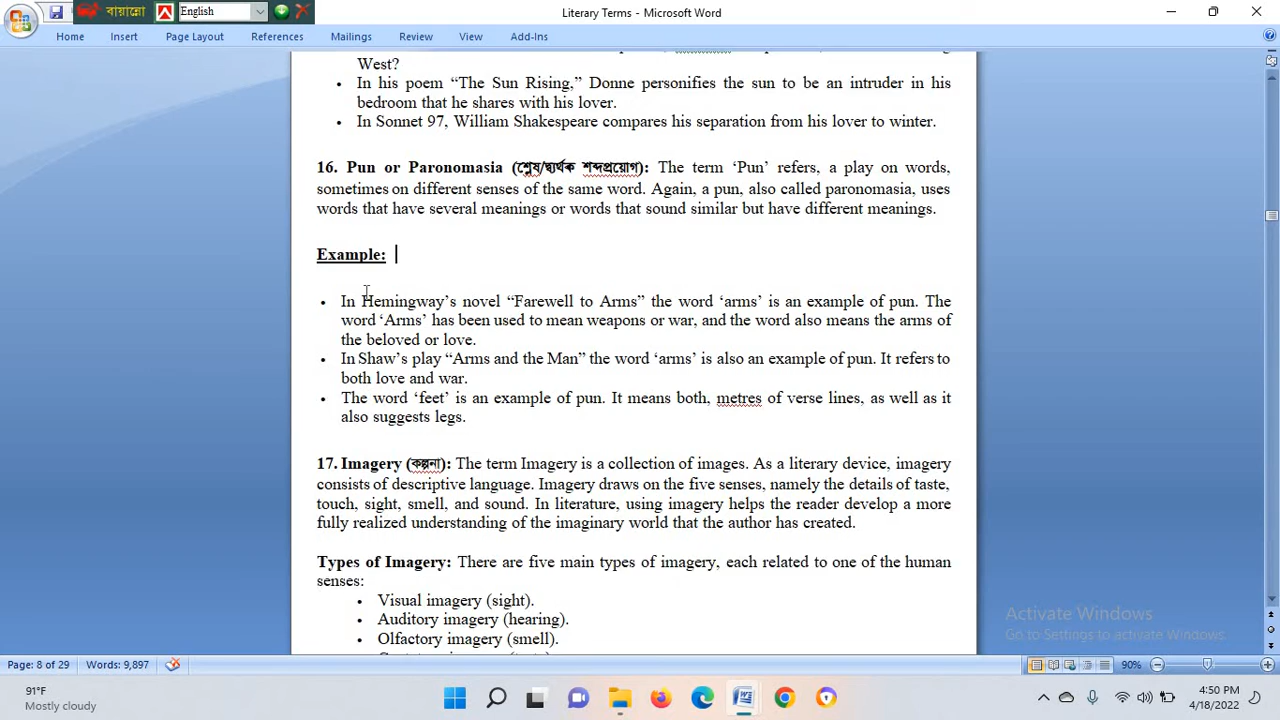 বায়ান্নো
English
Literary Terms - Microsoft Word
Home Insert Page Layout References Mailings Review View Add-Ins
West?
• In his poem “The Sun Rising,” Donne personifies the sun to be an intruder in his
bedroom that he shares with his lover.
• In Sonnet 97, William Shakespeare compares his separation from his lover to winter.
16. Pun or Paronomasia (শ্লেষ/দ্ব্যর্থক শব্দপ্রয়োগ): The term ‘Pun’ refers, a play on words,
sometimes on different senses of the same word. Again, a pun, also called paronomasia, uses
words that have several meanings or words that sound similar but have different meanings.
Example:
• In Hemingway’s novel “Farewell to Arms” the word ‘arms’ is an example of pun. The
word ‘Arms’ has been used to mean weapons or war, and the word also means the arms of
the beloved or love.
• In Shaw’s play “Arms and the Man” the word ‘arms’ is also an example of pun. It refers to
both love and war.
• The word ‘feet’ is an example of pun. It means both, metres of verse lines, as well as it
also suggests legs.
17. Imagery (কল্পনা): The term Imagery is a collection of images. As a literary device, imagery
consists of descriptive language. Imagery draws on the five senses, namely the details of taste,
touch, sight, smell, and sound. In literature, using imagery helps the reader develop a more
fully realized understanding of the imaginary world that the author has created.
Types of Imagery: There are five main types of imagery, each related to one of the human
senses:
• Visual imagery (sight).
• Auditory imagery (hearing).
• Olfactory imagery (smell).
Activate Windows
Go to Settings to activate Windows.
Page: 8 of 29 Words: 9,897 90%
91°F
Mostly cloudy
4:50 PM
4/18/2022